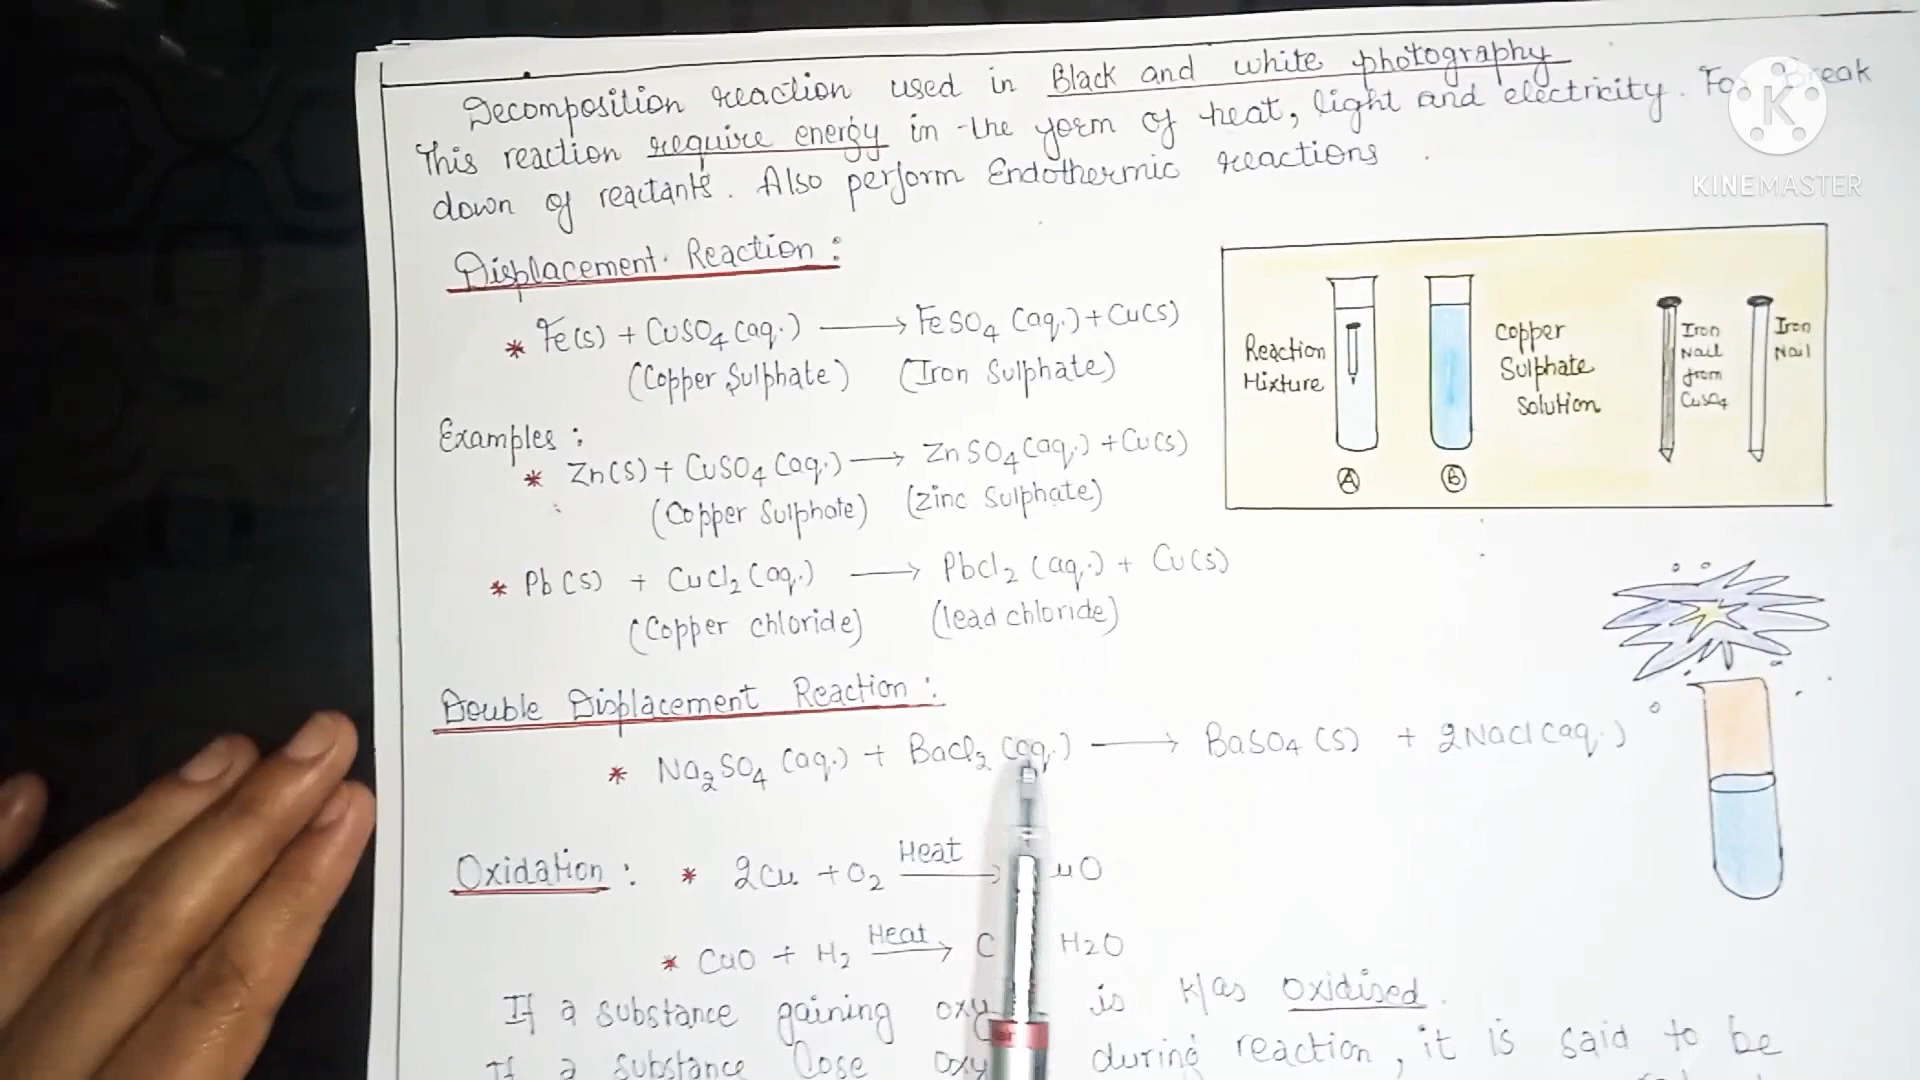 Decomposition reaction used in Black and white photography
This reaction require energy in the form of heat, light and electricity. For Break
down of reactants. Also perform Endothermic reactions.
KINEMASTER
Displacement Reaction :
* Fe(s) + CuSO4 (aq.) ⟶ FeSO4 (aq.) + Cu(s)
(Copper Sulphate) (Iron Sulphate)
Examples :
* Zn(s) + CuSO4 (aq.) ⟶ ZnSO4 (aq.) + Cu(s)
(Copper Sulphate) (Zinc Sulphate)
* Pb(s) + CuCl2 (aq.) ⟶ PbCl2 (aq.) + Cu(s)
(Copper chloride) (lead chloride)
Reaction
Mixture
A
B
Copper
Sulphate
Solution
Iron
Nail
from
CuSO4
Iron
Nail
Double Displacement Reaction :
* Na2SO4 (aq.) + BaCl2 (aq.) ⟶ BaSO4 (s) + 2NaCl (aq.)
Oxidation : * 2Cu + O2 Heat ⟶ uO
* CuO + H2 Heat ⟶ C H2O
If a substance gaining oxy is K/as Oxidised.
If a substance lose oxy during reaction, it is said to be